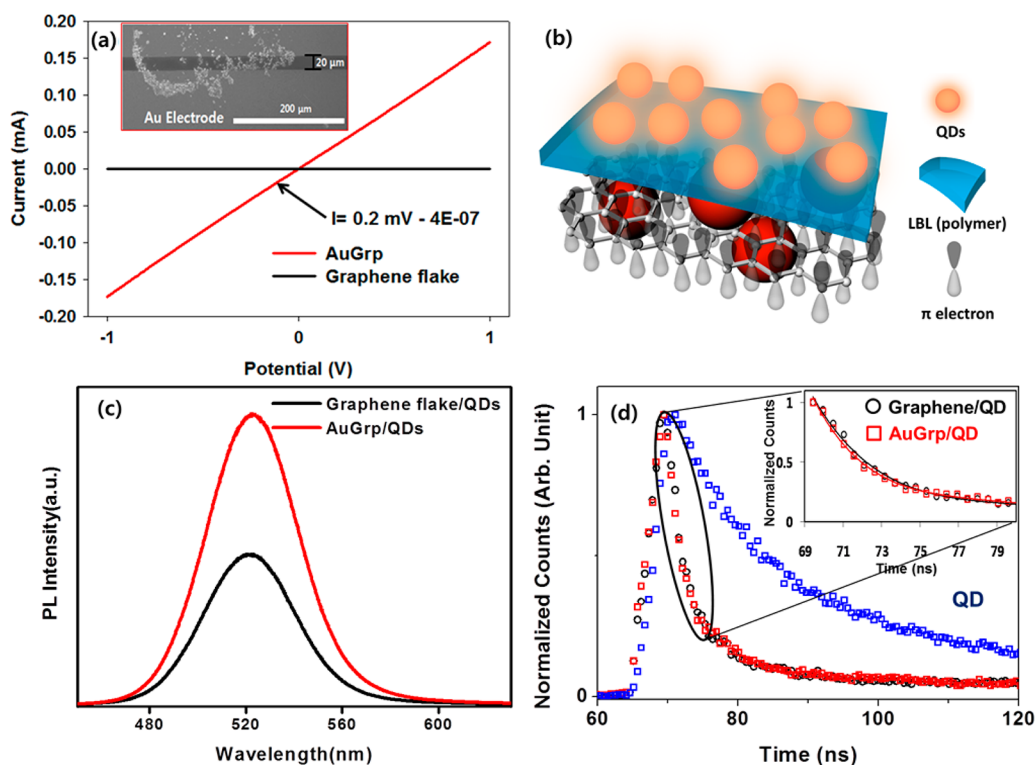 (a)
0.20
0.15
0.10
0.05
0.00
-0.05
-0.10
-0.15
-0.20
Current (mA)
20 μm
200 μm
Au Electrode
I= 0.2 mV - 4E-07
AuGrp
Graphene flake
-1
0
1
Potential (V)
(b)
QDs
LBL (polymer)
π electron
(c)
Graphene flake/QDs
AuGrp/QDs
PL Intensity(a.u.)
480
520
560
600
Wavelength(nm)
(d)
Normalized Counts (Arb. Unit)
1
0
60
80
100
120
Time (ns)
QD
Graphene/QD
AuGrp/QD
Normalized Counts
1
0.5
0
69
71
73
75
77
79
Time (ns)